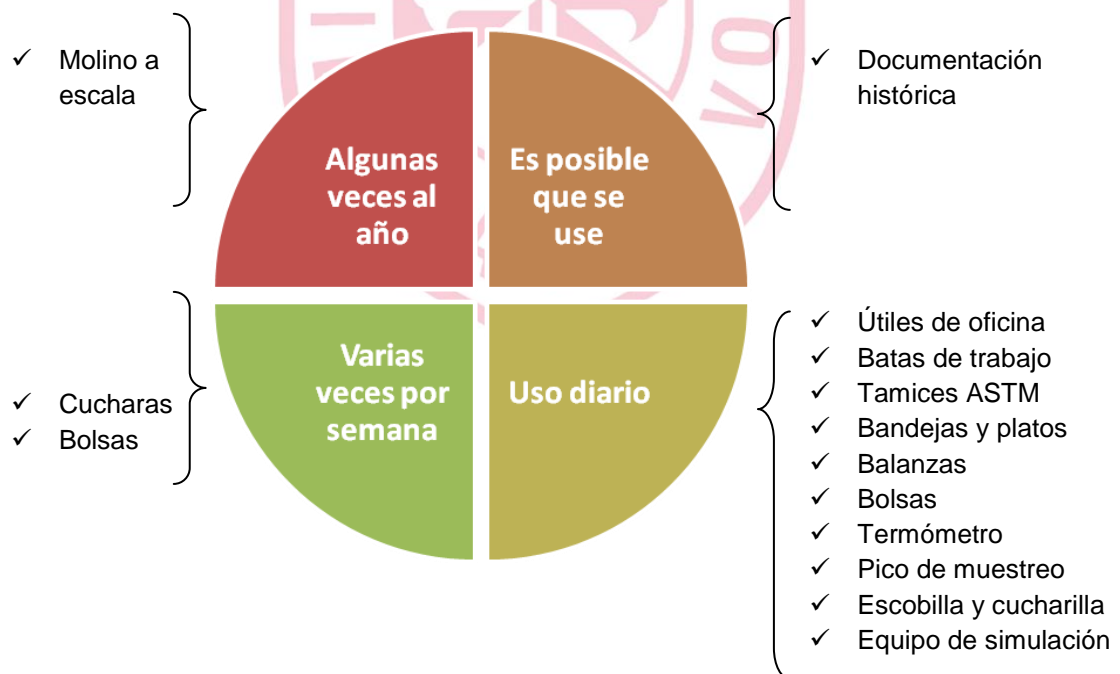 ✓ Molino a
escala
Algunas
veces al
año
Es posible
que se
use
✓ Documentación
histórica
✓ Cucharas
✓ Bolsas
Varias
veces por
semana
Uso diario
✓ Útiles de oficina
✓ Batas de trabajo
✓ Tamices ASTM
✓ Bandejas y platos
✓ Balanzas
✓ Bolsas
✓ Termómetro
✓ Pico de muestreo
✓ Escobilla y cucharilla
✓ Equipo de simulación